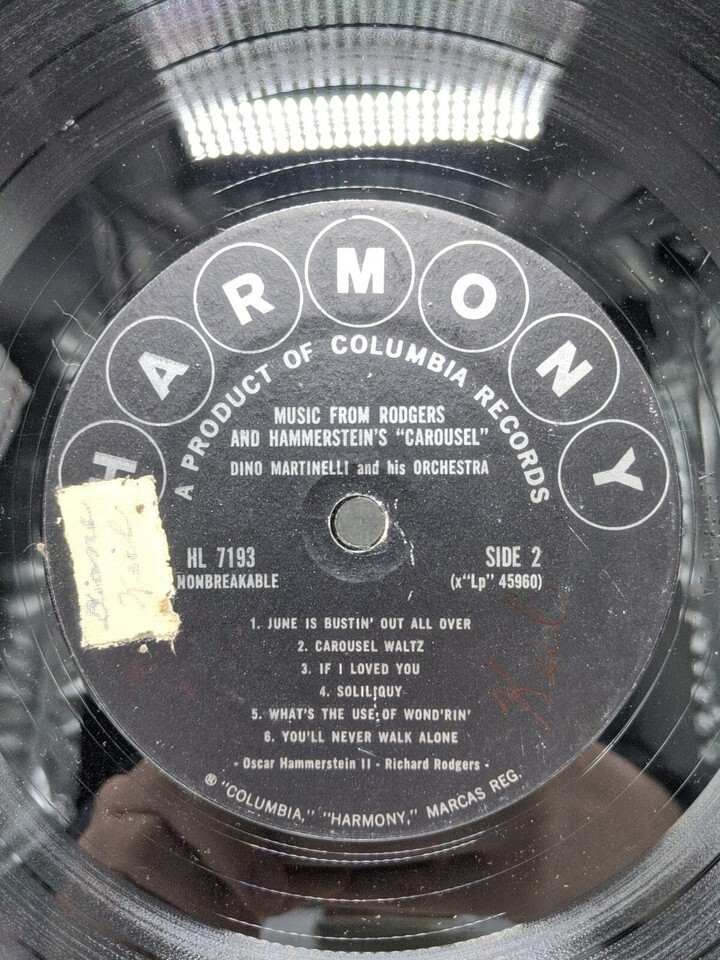 HARMONY
A PRODUCT OF COLUMBIA RECORDS
MUSIC FROM RODGERS
AND HAMMERSTEIN'S "CAROUSEL"
DINO MARTINELLI and his ORCHESTRA
HL 7193
NONBREAKABLE
SIDE 2
(x"Lp" 45960)
1. JUNE IS BUSTIN' OUT ALL OVER
2. CAROUSEL WALTZ
3. IF I LOVED YOU
4. SOLILIQUY
5. WHAT'S THE USE OF WOND'RIN'
6. YOU'LL NEVER WALK ALONE
- Oscar Hammerstein II - Richard Rodgers -
® "COLUMBIA," "HARMONY," MARCAS REG.